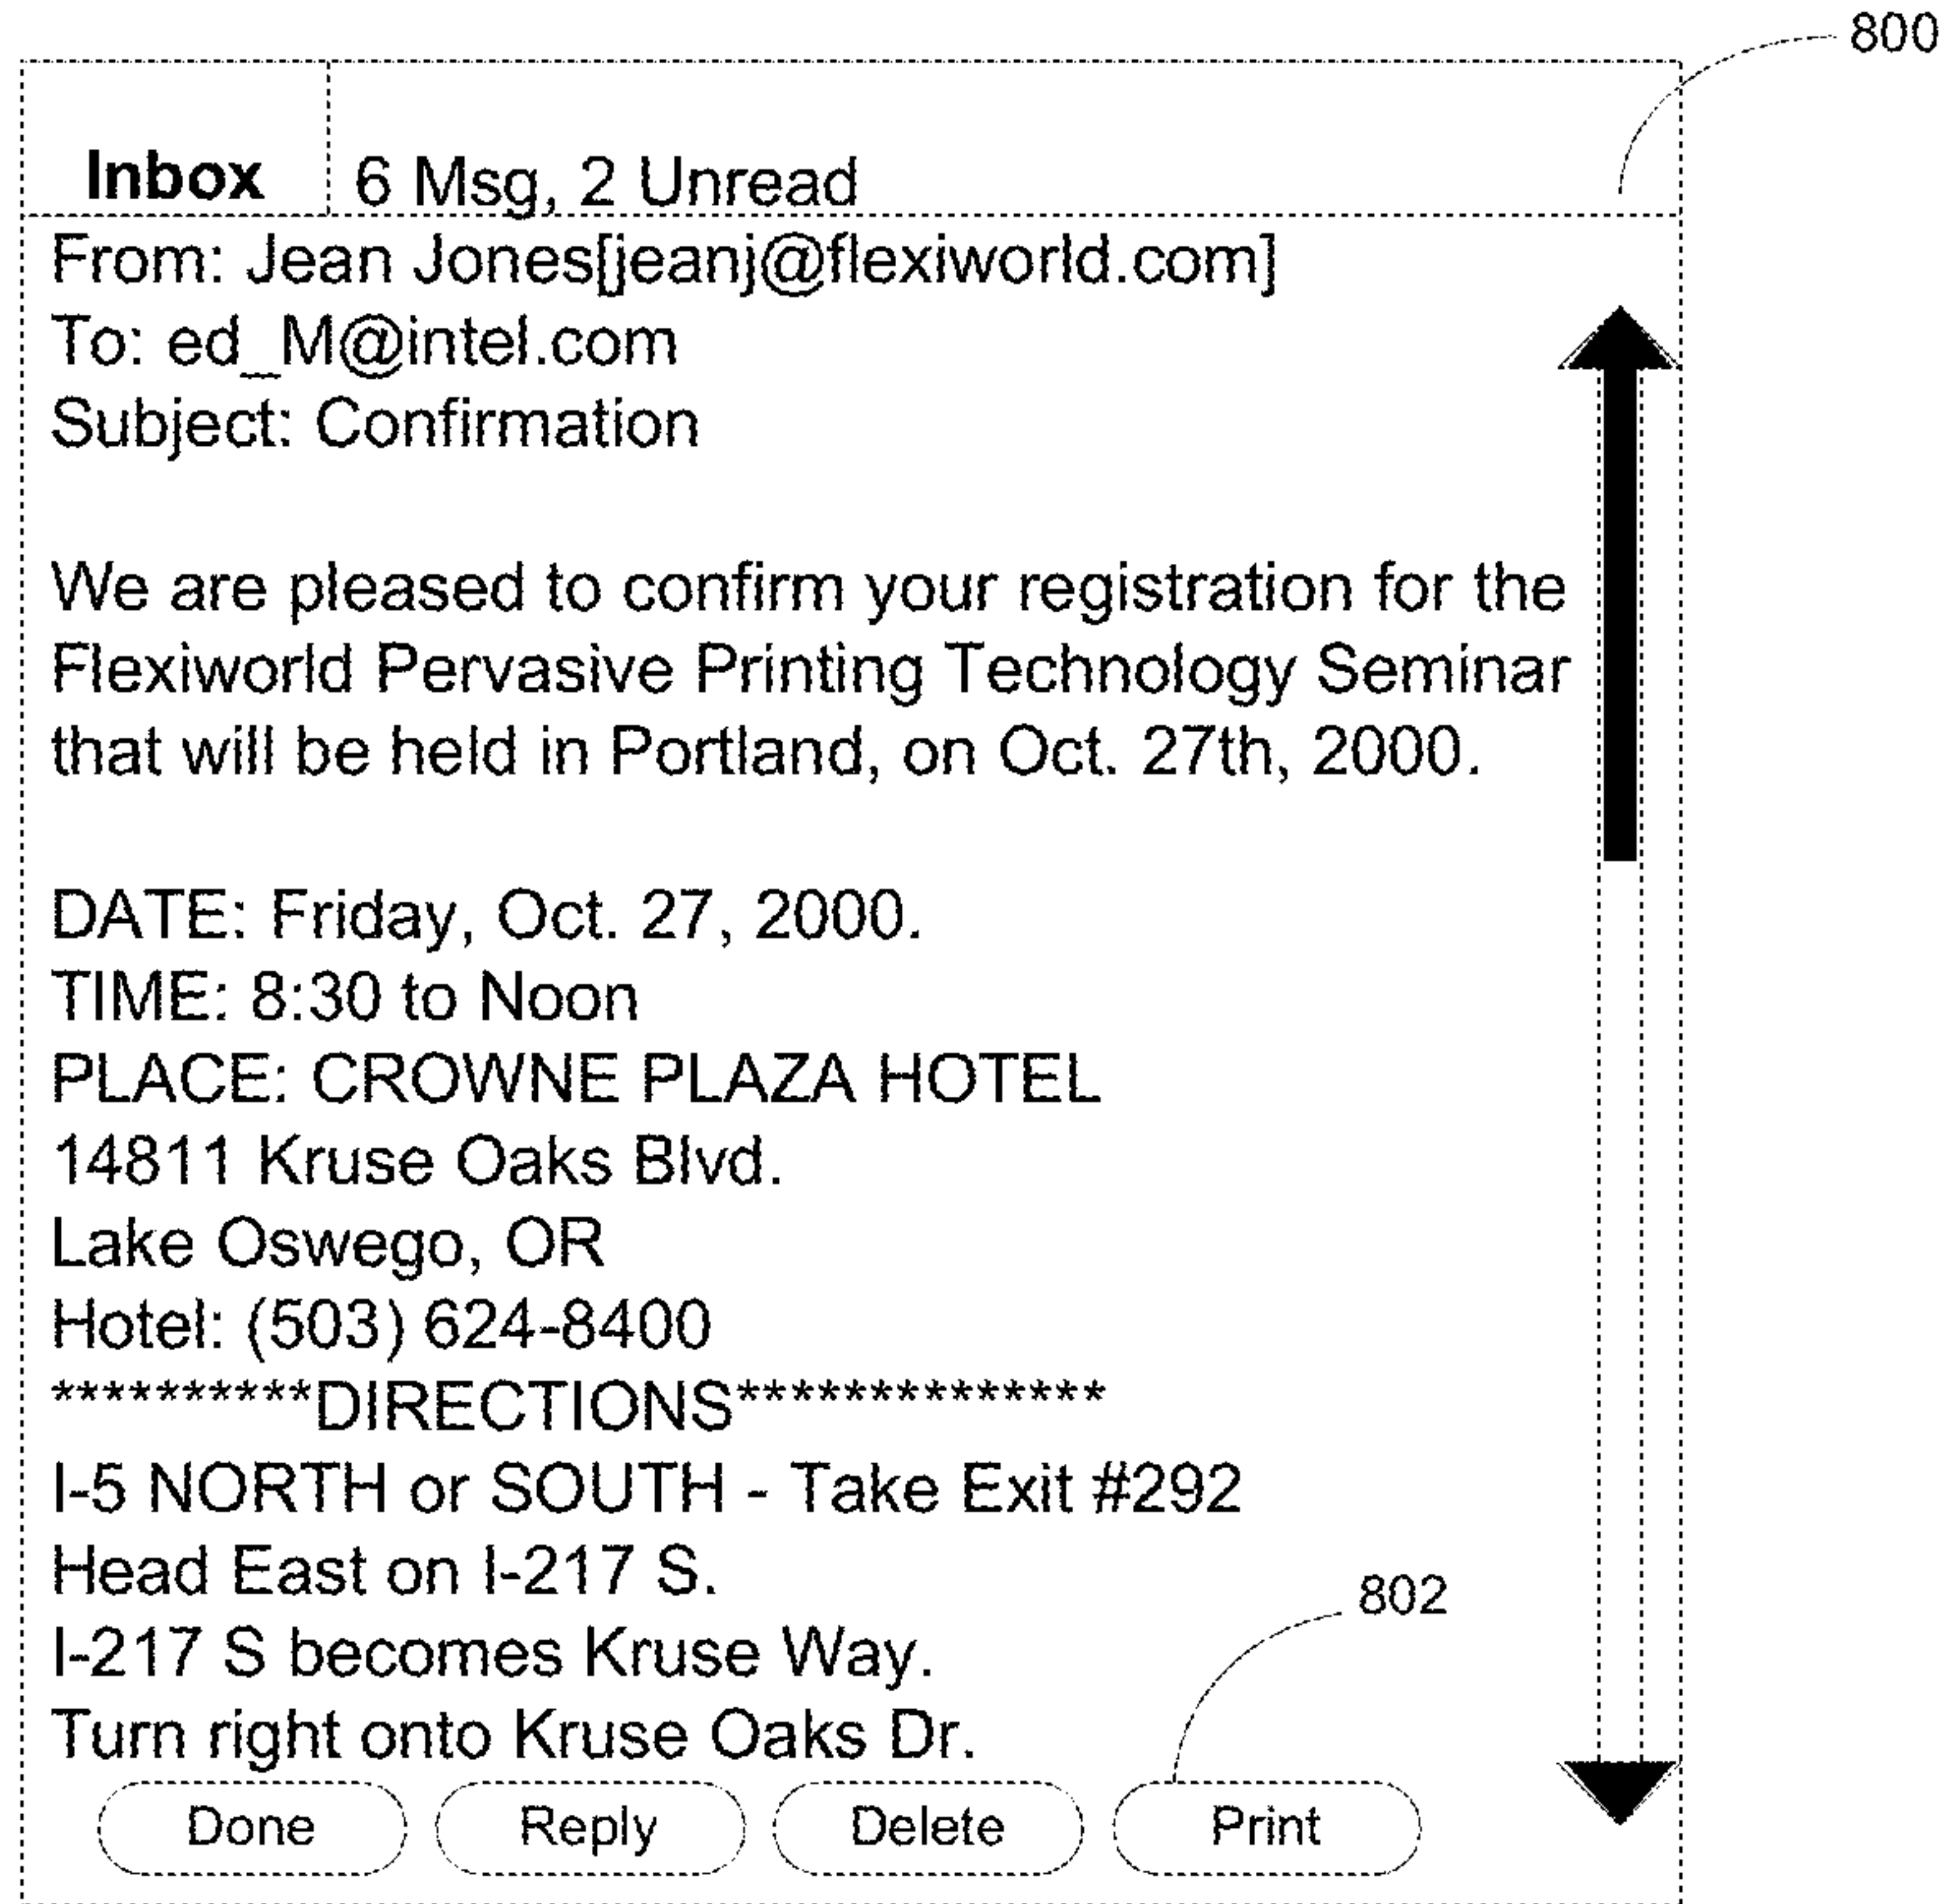 800
Inbox 6 Msg, 2 Unread
From: Jean Jones[jeanj@flexiworld.com]
To: ed_M@intel.com
Subject: Confirmation
We are pleased to confirm your registration for the
Flexiworld Pervasive Printing Technology Seminar
that will be held in Portland, on Oct. 27th, 2000.
DATE: Friday, Oct. 27, 2000.
TIME: 8:30 to Noon
PLACE: CROWNE PLAZA HOTEL
14811 Kruse Oaks Blvd.
Lake Oswego, OR
Hotel: (503) 624-8400
**********DIRECTIONS**************
I-5 NORTH or SOUTH - Take Exit #292
Head East on I-217 S.
802
I-217 S becomes Kruse Way.
Turn right onto Kruse Oaks Dr.
Done Reply Delete Print